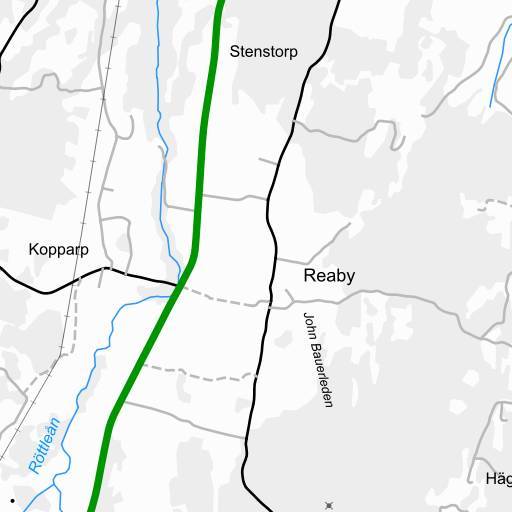 Stenstorp
Kopparp
Reaby
John Bauerleden
Röttleån
Häg